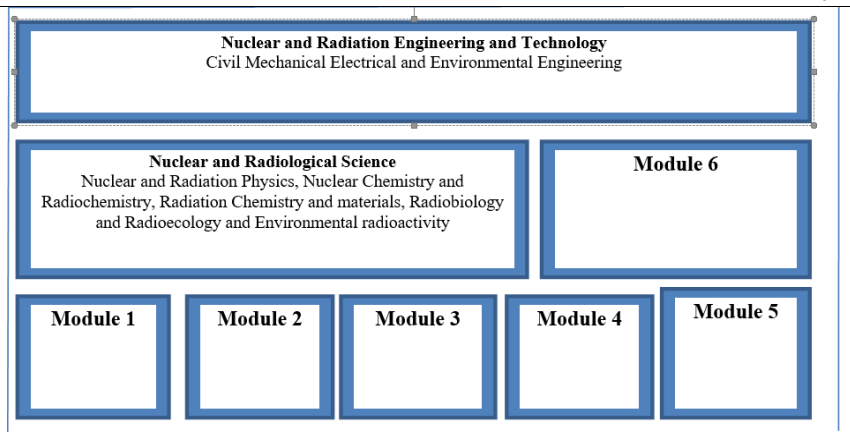 Nuclear and Radiation Engineering and Technology
Civil Mechanical Electrical and Environmental Engineering
Nuclear and Radiological Science
Nuclear and Radiation Physics, Nuclear Chemistry and
Radiochemistry, Radiation Chemistry and materials, Radiobiology
and Radioecology and Environmental radioactivity
Module 6
Module 1
Module 2
Module 3
Module 4
Module 5